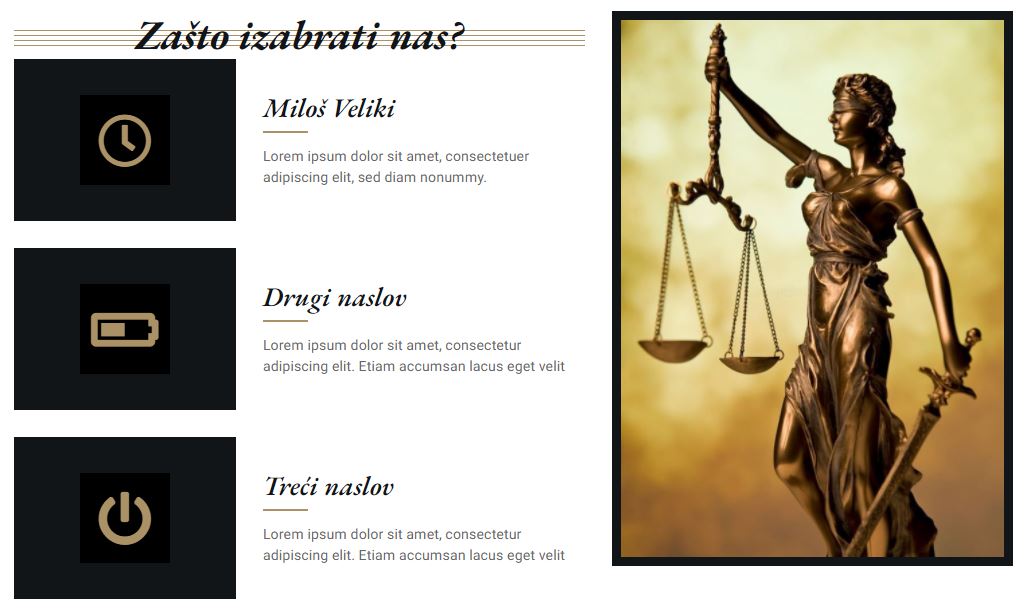 Zašto izabrati nas?
Miloš Veliki
Lorem ipsum dolor sit amet, consectetuer
adipiscing elit, sed diam nonummy.
Drugi naslov
Lorem ipsum dolor sit amet, consectetur
adipiscing elit. Etiam accumsan lacus eget velit
Treći naslov
Lorem ipsum dolor sit amet, consectetur
adipiscing elit. Etiam accumsan lacus eget velit